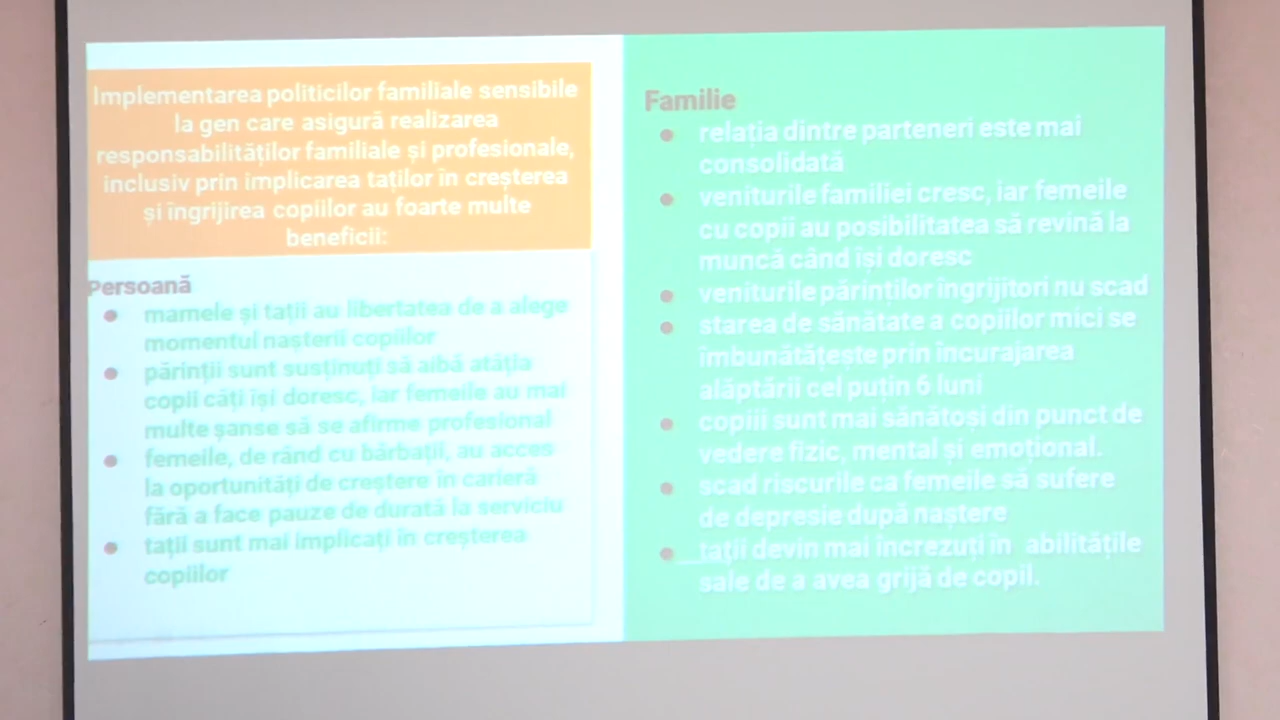 Implementarea politicilor familiale sensibile
la gen care asigură realizarea
responsabilităților familiale și profesionale,
inclusiv prin implicarea taților în creșterea
și îngrijirea copiilor au foarte multe
beneficii:
Persoană
• mamele și tații au libertatea de a alege
momentul nașterii copiilor
• părinții sunt susținuți să aibă atâția
copii câți își doresc, iar femeile au mai
multe șanse să se afirme profesional
• femeile, de rând cu bărbații, au acces
la oportunități de creștere în carieră
fără a face pauze de durată la serviciu
• tații sunt mai implicați în creșterea
copiilor
Familie
• relația dintre parteneri este mai
consolidată
• veniturile familiei cresc, iar femeile
cu copii au posibilitatea să revină la
muncă când își doresc
• veniturile părinților îngrijitori nu scad
• starea de sănătate a copiilor mici se
îmbunătățește prin încurajarea
alăptării cel puțin 6 luni
• copiii sunt mai sănătoși din punct de
vedere fizic, mental și emoțional.
• scad riscurile ca femeile să sufere
de depresie după naștere
• tații devin mai încrezuți în abilitățile
sale de a avea grijă de copil.